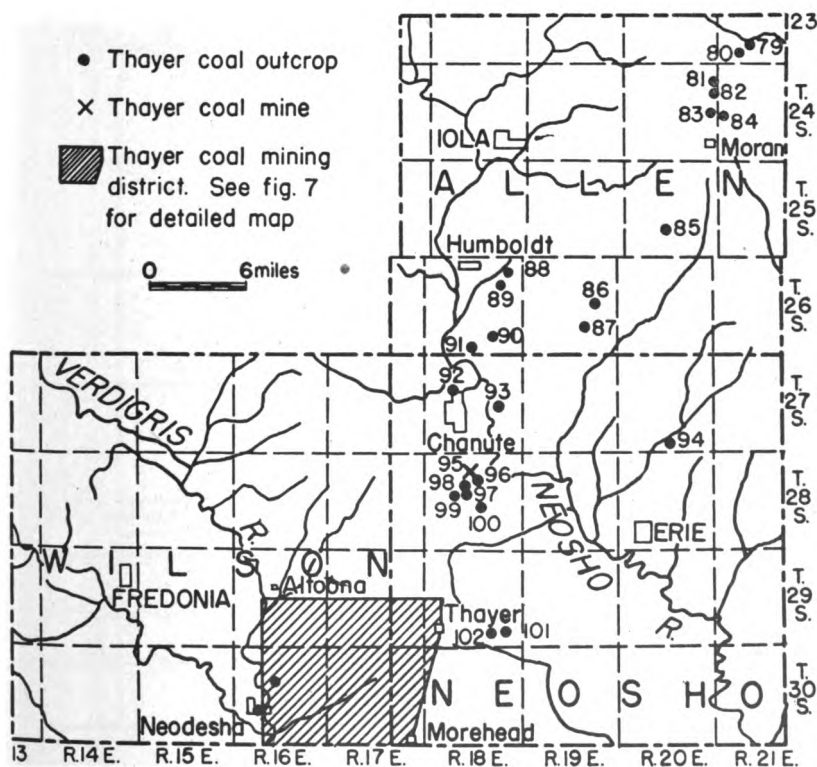 Thayer coal outcrop
Thayer coal mine
Thayer coal mining
district. See fig. 7
for detailed map
0 6 miles
23
T.
24
S.
T.
25
S.
T.
26
S.
T.
27
S.
T.
28
S.
T.
29
S.
T.
30
S.
80 79
81
82
83 84
IOLA
Moran
ALLEN
85
Humboldt
88
89
86
87
90
91
92
93
Chanute
94
95
96
98
97
99
100
VERDIGRIS
R.
NEOSHO
R.
ERIE
WILSON
Altoona
FREDONIA
Thayer
102 101
NEOSHO
Neodesha
Morehead
13 R.14 E. R.15 E. R.16 E. R.17 E. R.18 E. R.19 E. R.20 E. R.21 E.